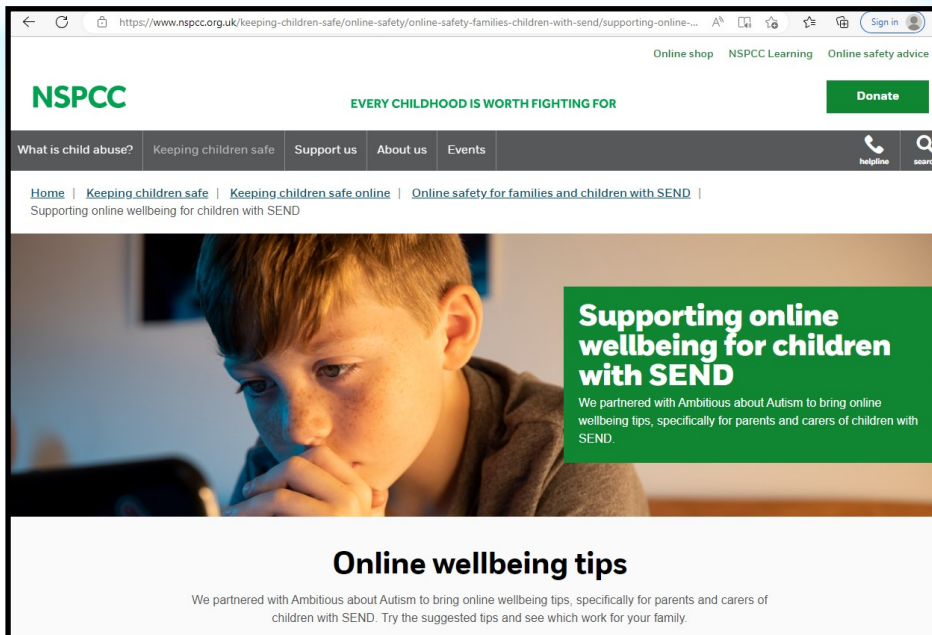 https://www.nspcc.org.uk/keeping-children-safe/online-safety/online-safety-families-children-with-send/supporting-online-...
Sign in
Online shop NSPCC Learning Online safety advice
NSPCC
EVERY CHILDHOOD IS WORTH FIGHTING FOR
Donate
What is child abuse? Keeping children safe Support us About us Events
helpline
Home | Keeping children safe | Keeping children safe online | Online safety for families and children with SEND |
Supporting online wellbeing for children with SEND
Supporting online
wellbeing for children
with SEND
We partnered with Ambitious about Autism to bring online
wellbeing tips, specifically for parents and carers of children with
SEND.
Online wellbeing tips
We partnered with Ambitious about Autism to bring online wellbeing tips, specifically for parents and carers of
children with SEND. Try the suggested tips and see which work for your family.